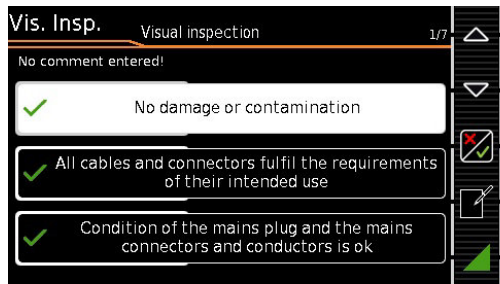 Vis. Insp.
Visual inspection
1/7
No comment entered!
No damage or contamination
All cables and connectors fulfil the requirements
of their intended use
Condition of the mains plug and the mains
connectors and conductors is ok